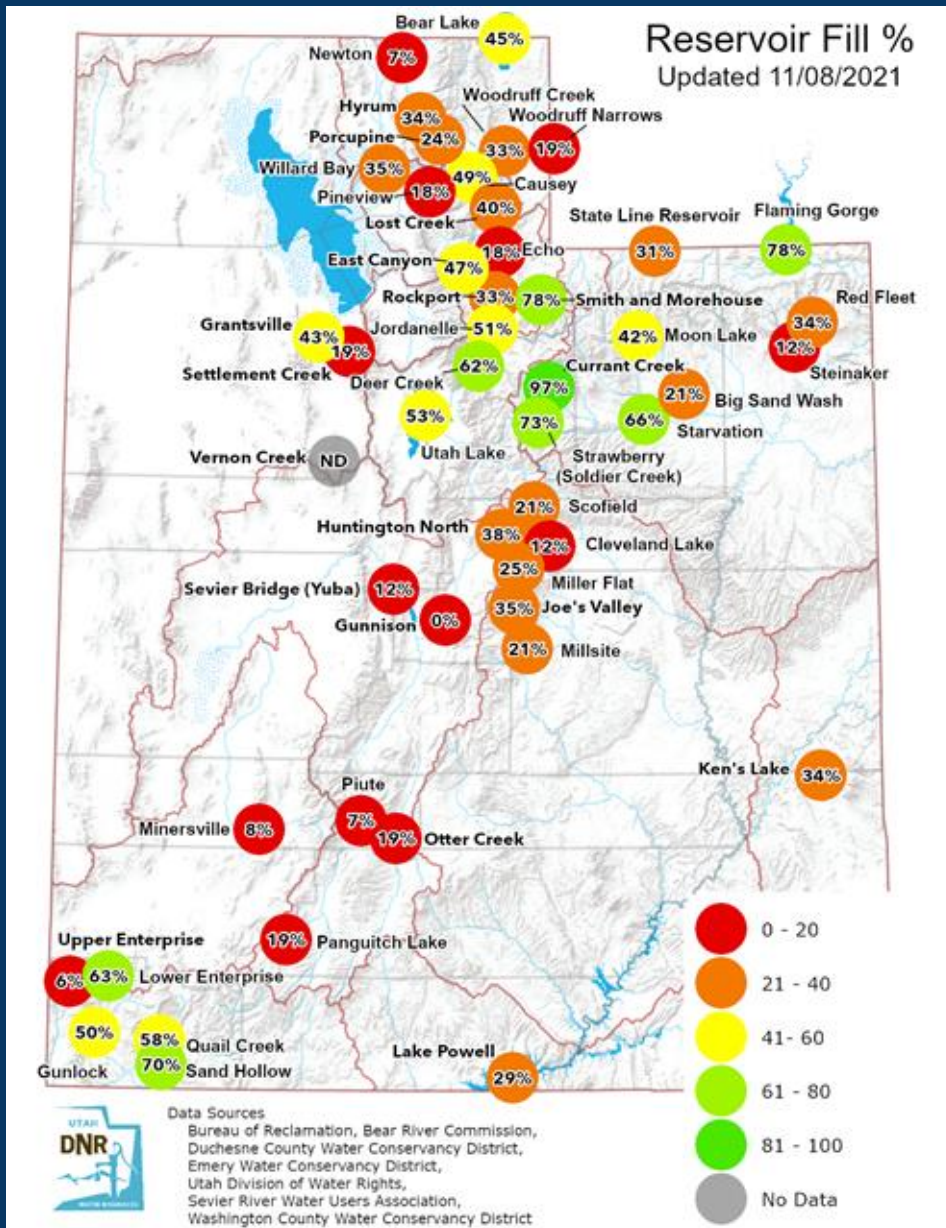 Reservoir Fill %
Updated 11/08/2021
Bear Lake
45%
Newton
7%
Woodruff Creek
33%
Woodruff Narrows
19%
Hyrum
34%
Porcupine
24%
Willard Bay
35%
49%
Causey
Pineview
18%
Lost Creek
40%
State Line Reservoir
31%
Flaming Gorge
78%
East Canyon
47%
18%
Echo
Rockport
33%
78%
Smith and Morehouse
Red Fleet
34%
Grantsville
43%
Jordanelle
51%
42%
Moon Lake
12%
Steinaker
19%
Settlement Creek
Deer Creek
62%
Currant Creek
97%
21%
Big Sand Wash
53%
Utah Lake
73%
Strawberry
(Soldier Creek)
66%
Starvation
Vernon Creek
ND
21%
Scofield
Huntington North
38%
12%
Cleveland Lake
25%
Miller Flat
Sevier Bridge (Yuba)
12%
35%
Joe's Valley
Gunnison
0%
21%
Millsite
Ken's Lake
34%
Piute
7%
Minersville
8%
19%
Otter Creek
19%
Panguitch Lake
Upper Enterprise
6%
63%
Lower Enterprise
50%
Gunlock
58%
Quail Creek
70%
Sand Hollow
Lake Powell
29%
0 - 20
21 - 40
41- 60
61 - 80
81 - 100
No Data
UTAH
DNR
WATER RESOURCES
Data Sources
Bureau of Reclamation, Bear River Commission,
Duchesne County Water Conservancy District,
Emery Water Conservancy District,
Utah Division of Water Rights,
Sevier River Water Users Association,
Washington County Water Conservancy District